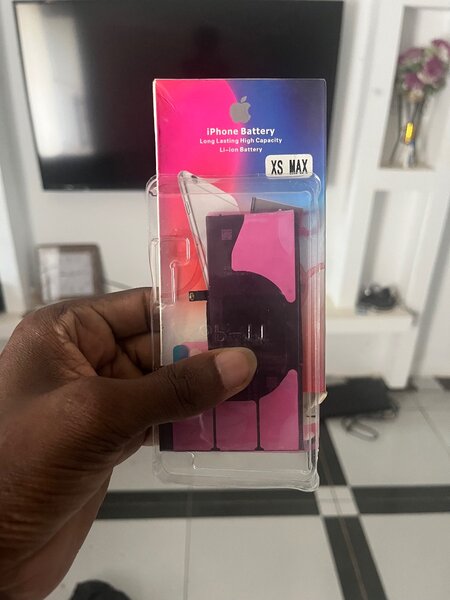 iPhone Battery
Long Lasting High Capacity
Li-ion Battery
XS MAX